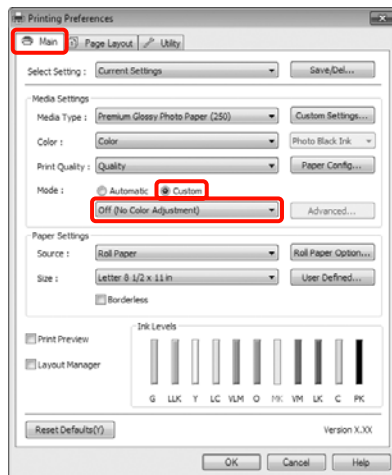 Printing Preferences
Main Page Layout Utility
Select Setting : Current Settings Save/Del...
Media Settings
Media Type : Premium Glossy Photo Paper (250) Custom Settings...
Color : Color Photo Black Ink
Print Quality : Quality Paper Config...
Mode : Automatic Custom
Off (No Color Adjustment) Advanced...
Paper Settings
Source : Roll Paper Roll Paper Option...
Size : Letter 8 1/2 x 11 in User Defined...
Borderless
Ink Levels
Print Preview
Layout Manager
G LLK Y LC VLM O MK VM LK C PK
Reset Defaults(Y) Version X.XX
OK Cancel Help